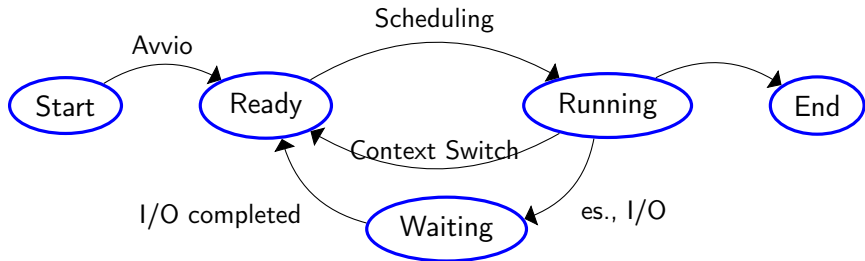 Scheduling
Avvio
Start
Ready
Running
End
Context Switch
I/O completed
Waiting
es., I/O